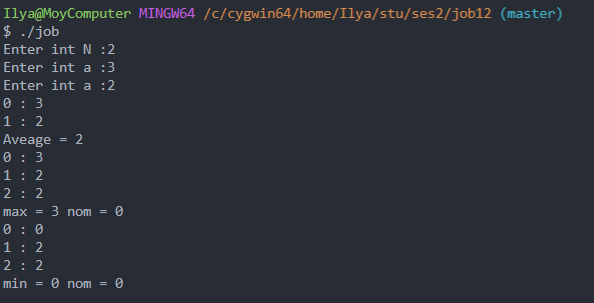 Ilya@MoyComputer MINGW64 /c/cygwin64/home/Ilya/stu/ses2/job12 (master)
$ ./job
Enter int N :2
Enter int a :3
Enter int a :2
0 : 3
1 : 2
Aveage = 2
0 : 3
1 : 2
2 : 2
max = 3 nom = 0
0 : 0
1 : 2
2 : 2
min = 0 nom = 0